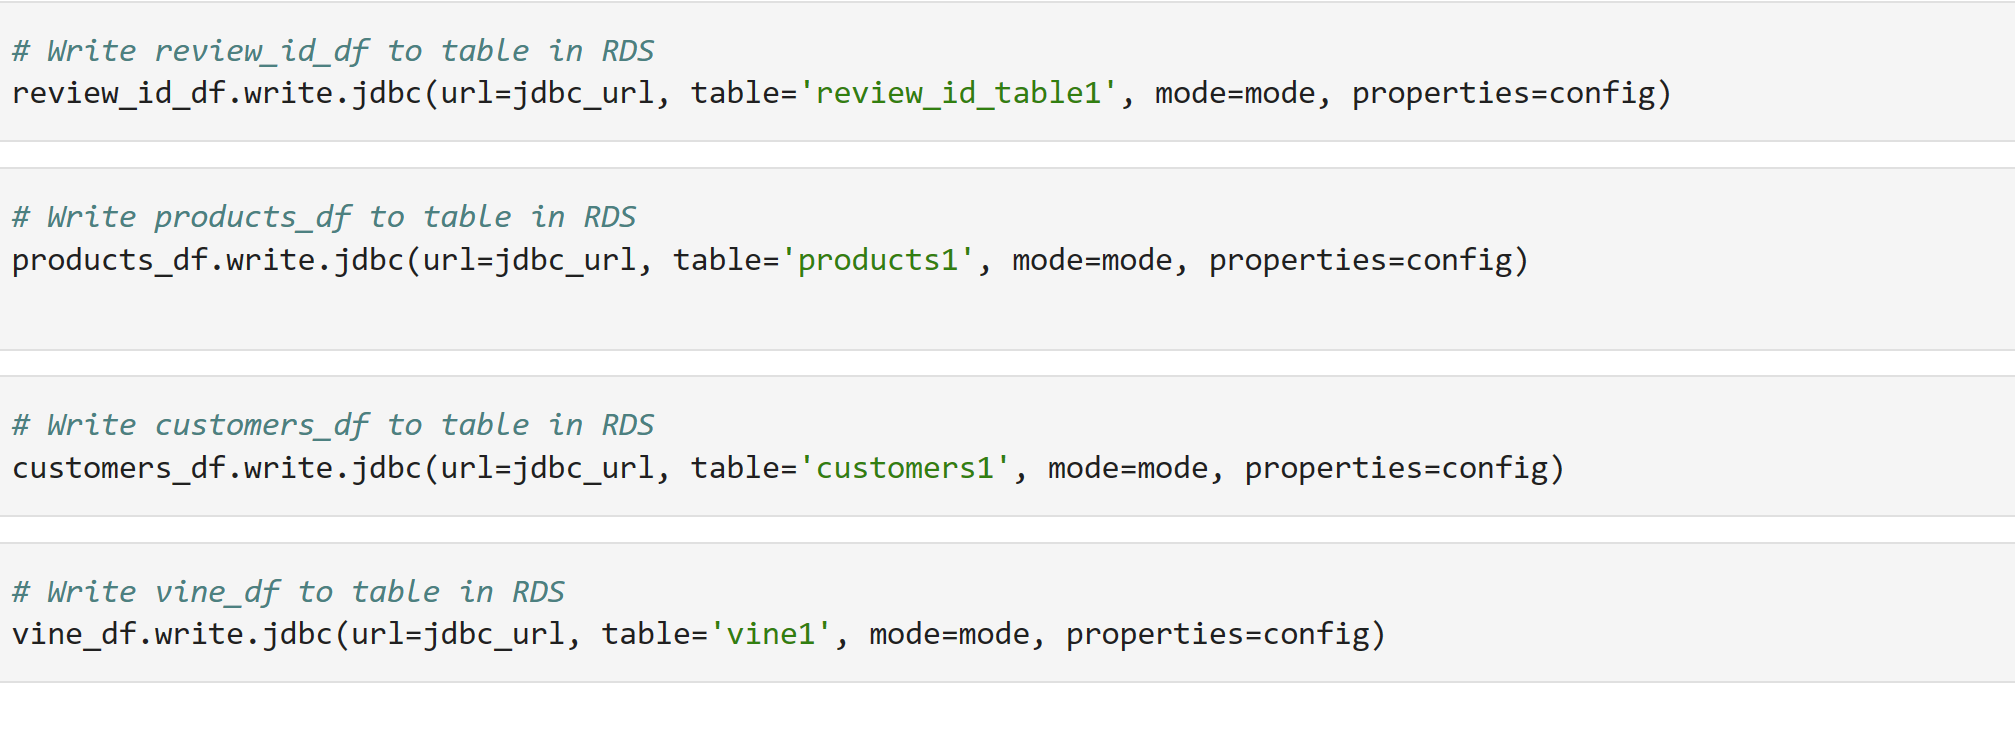 # Write review_id_df to table in RDS
review_id_df.write.jdbc(url=jdbc_url, table='review_id_table1', mode=mode, properties=config)
# Write products_df to table in RDS
products_df.write.jdbc(url=jdbc_url, table='products1', mode=mode, properties=config)
# Write customers_df to table in RDS
customers_df.write.jdbc(url=jdbc_url, table='customers1', mode=mode, properties=config)
# Write vine_df to table in RDS
vine_df.write.jdbc(url=jdbc_url, table='vine1', mode=mode, properties=config)